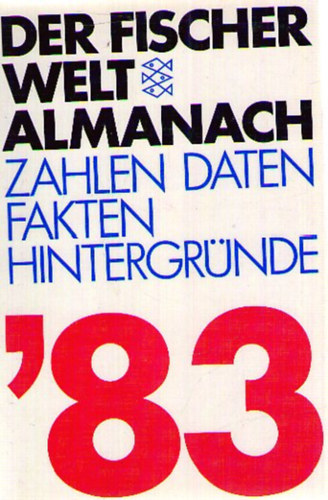 DER FISCHER
WELT
ALMANACH
ZAHLEN DATEN
FAKTEN
HINTERGRÜNDE
'83